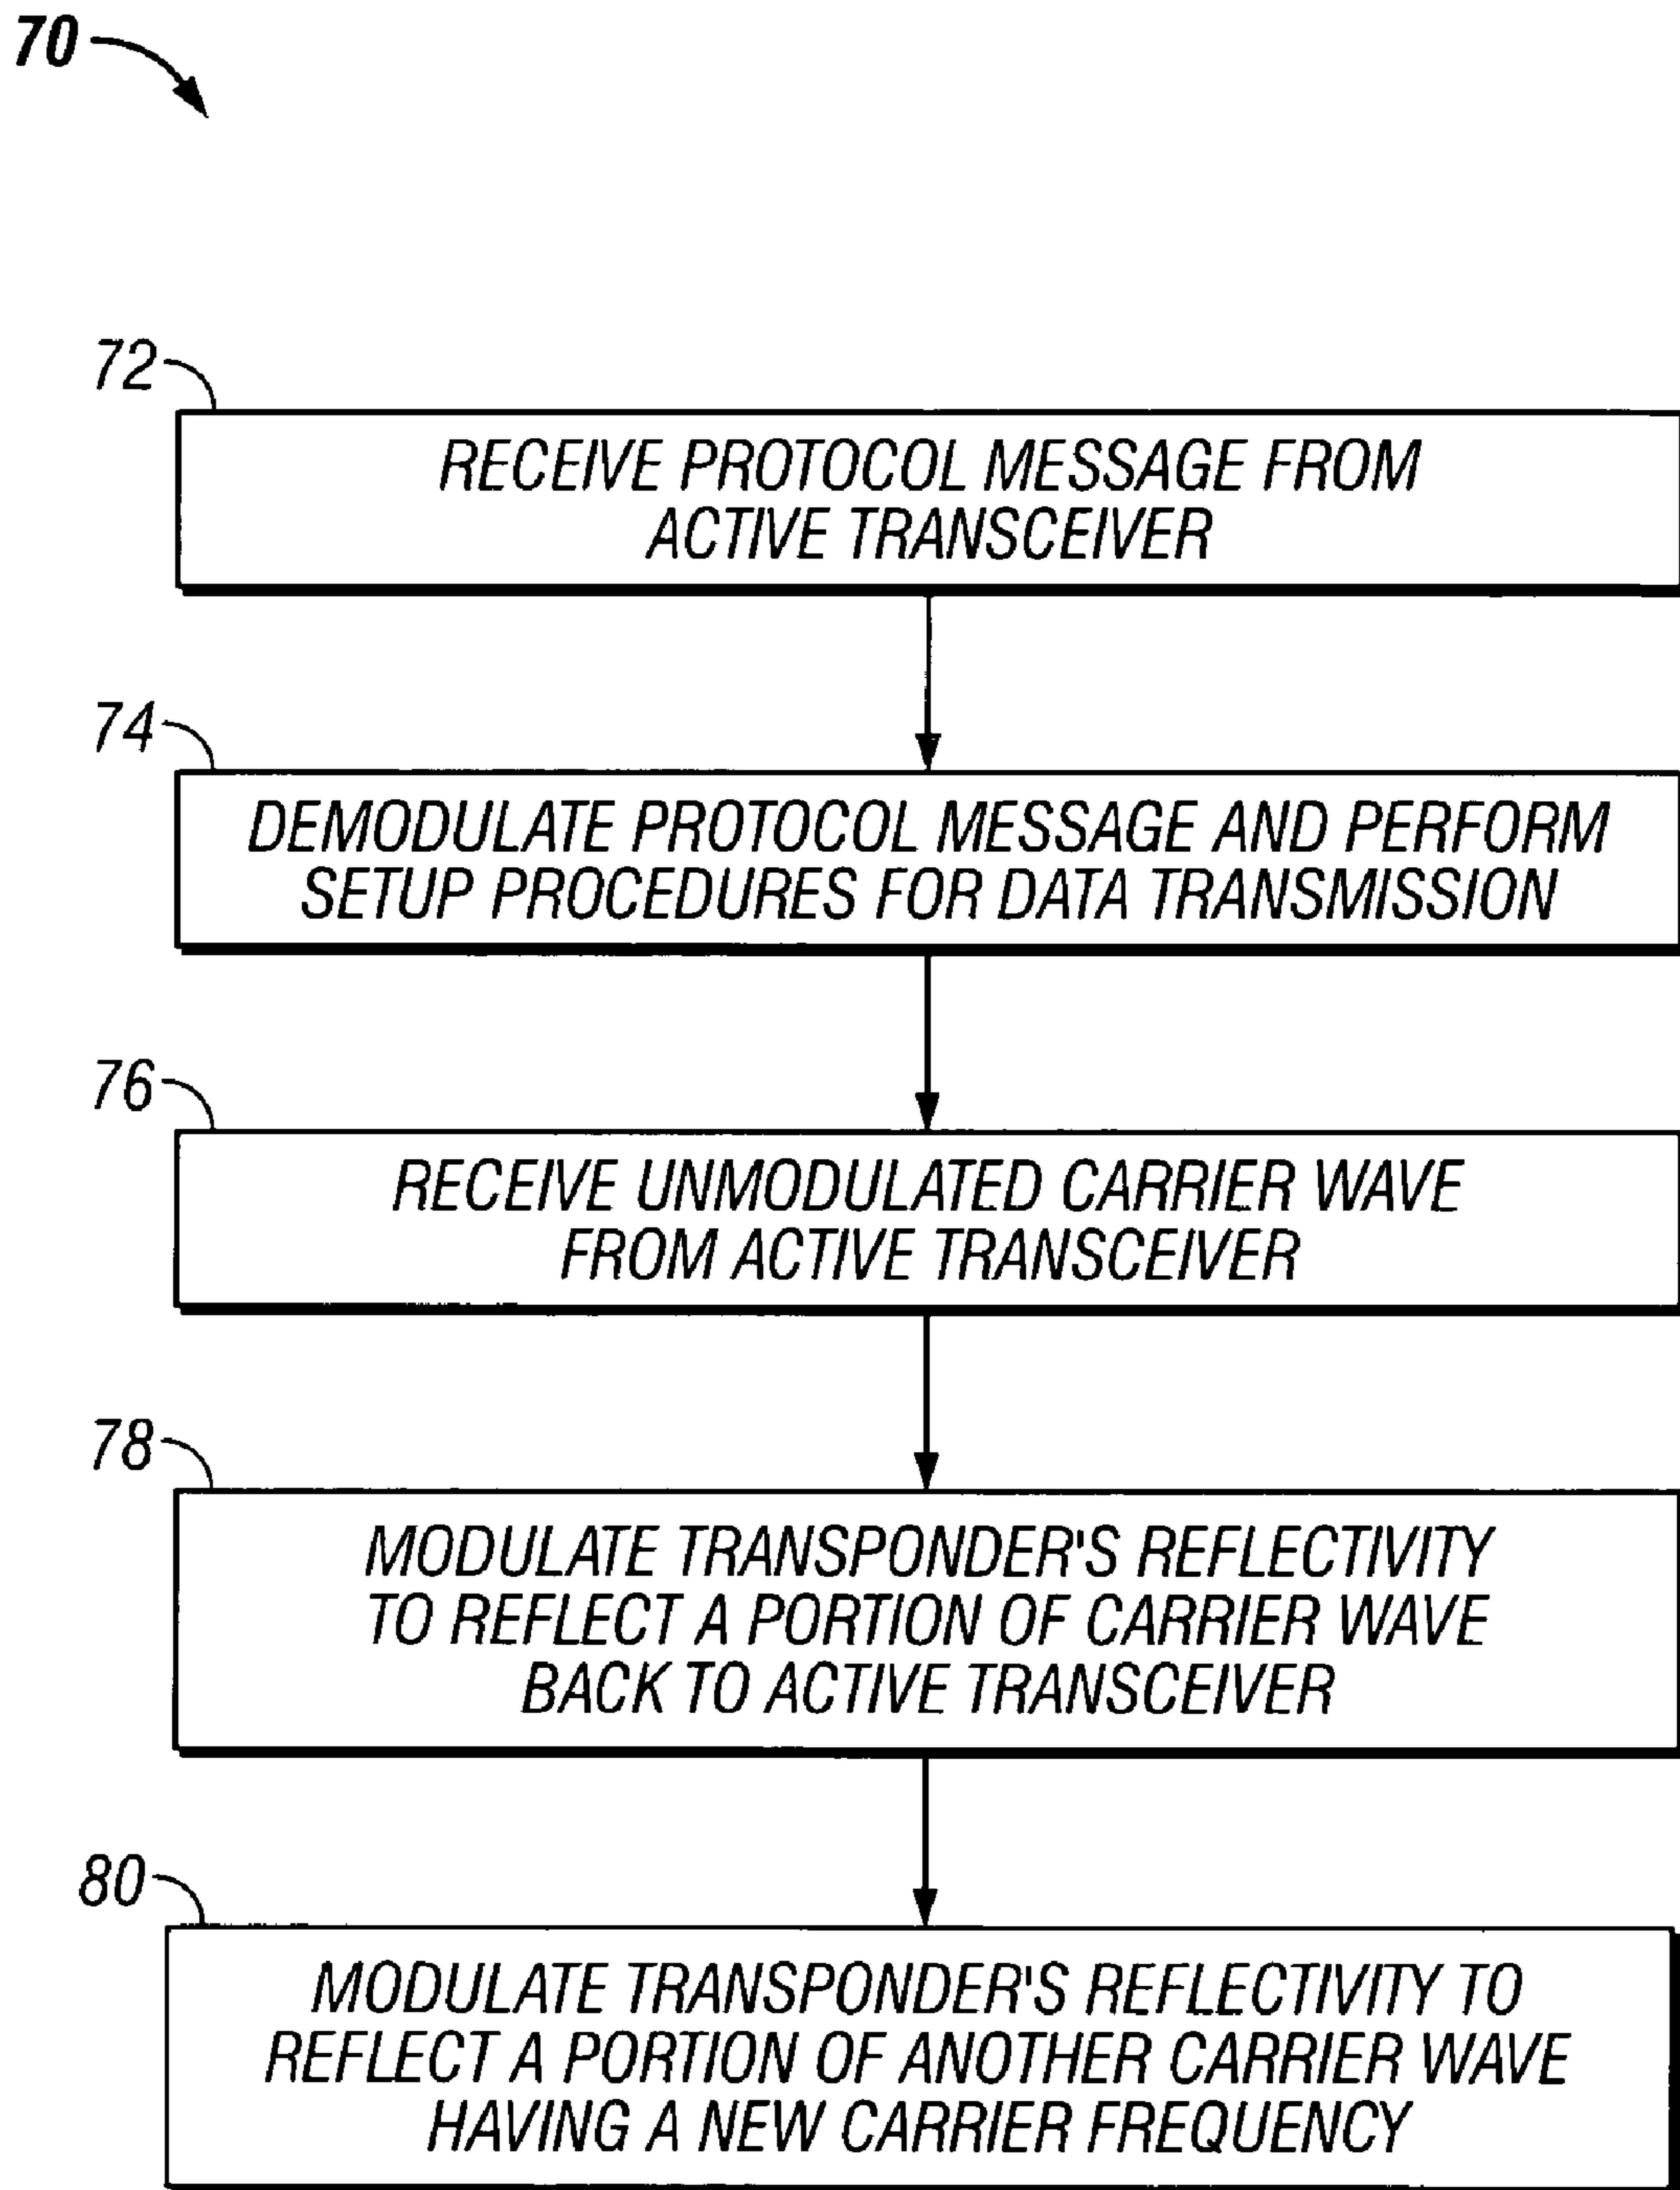 70
72
RECEIVE PROTOCOL MESSAGE FROM
ACTIVE TRANSCEIVER
74
DEMODULATE PROTOCOL MESSAGE AND PERFORM
SETUP PROCEDURES FOR DATA TRANSMISSION
76
RECEIVE UNMODULATED CARRIER WAVE
FROM ACTIVE TRANSCEIVER
78
MODULATE TRANSPONDER'S REFLECTIVITY
TO REFLECT A PORTION OF CARRIER WAVE
BACK TO ACTIVE TRANSCEIVER
80
MODULATE TRANSPONDER'S REFLECTIVITY TO
REFLECT A PORTION OF ANOTHER CARRIER WAVE
HAVING A NEW CARRIER FREQUENCY